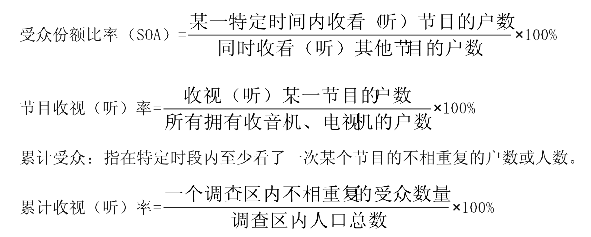 某一特定时间内收看（听）节目的户数
受众份额比率（SOA）=×100%
同时收看（听）其他节目的户数
收视（听）某一节目的户数
节目收视（听）率=×100%
所有拥有收音机、电视机的户数
累计受众：指在特定时段内至少看了一次某个节目的不相重复的户数或人数。
一个调查区内不相重复的受众数量
累计收视（听）率=×100%
调查区内人口总数